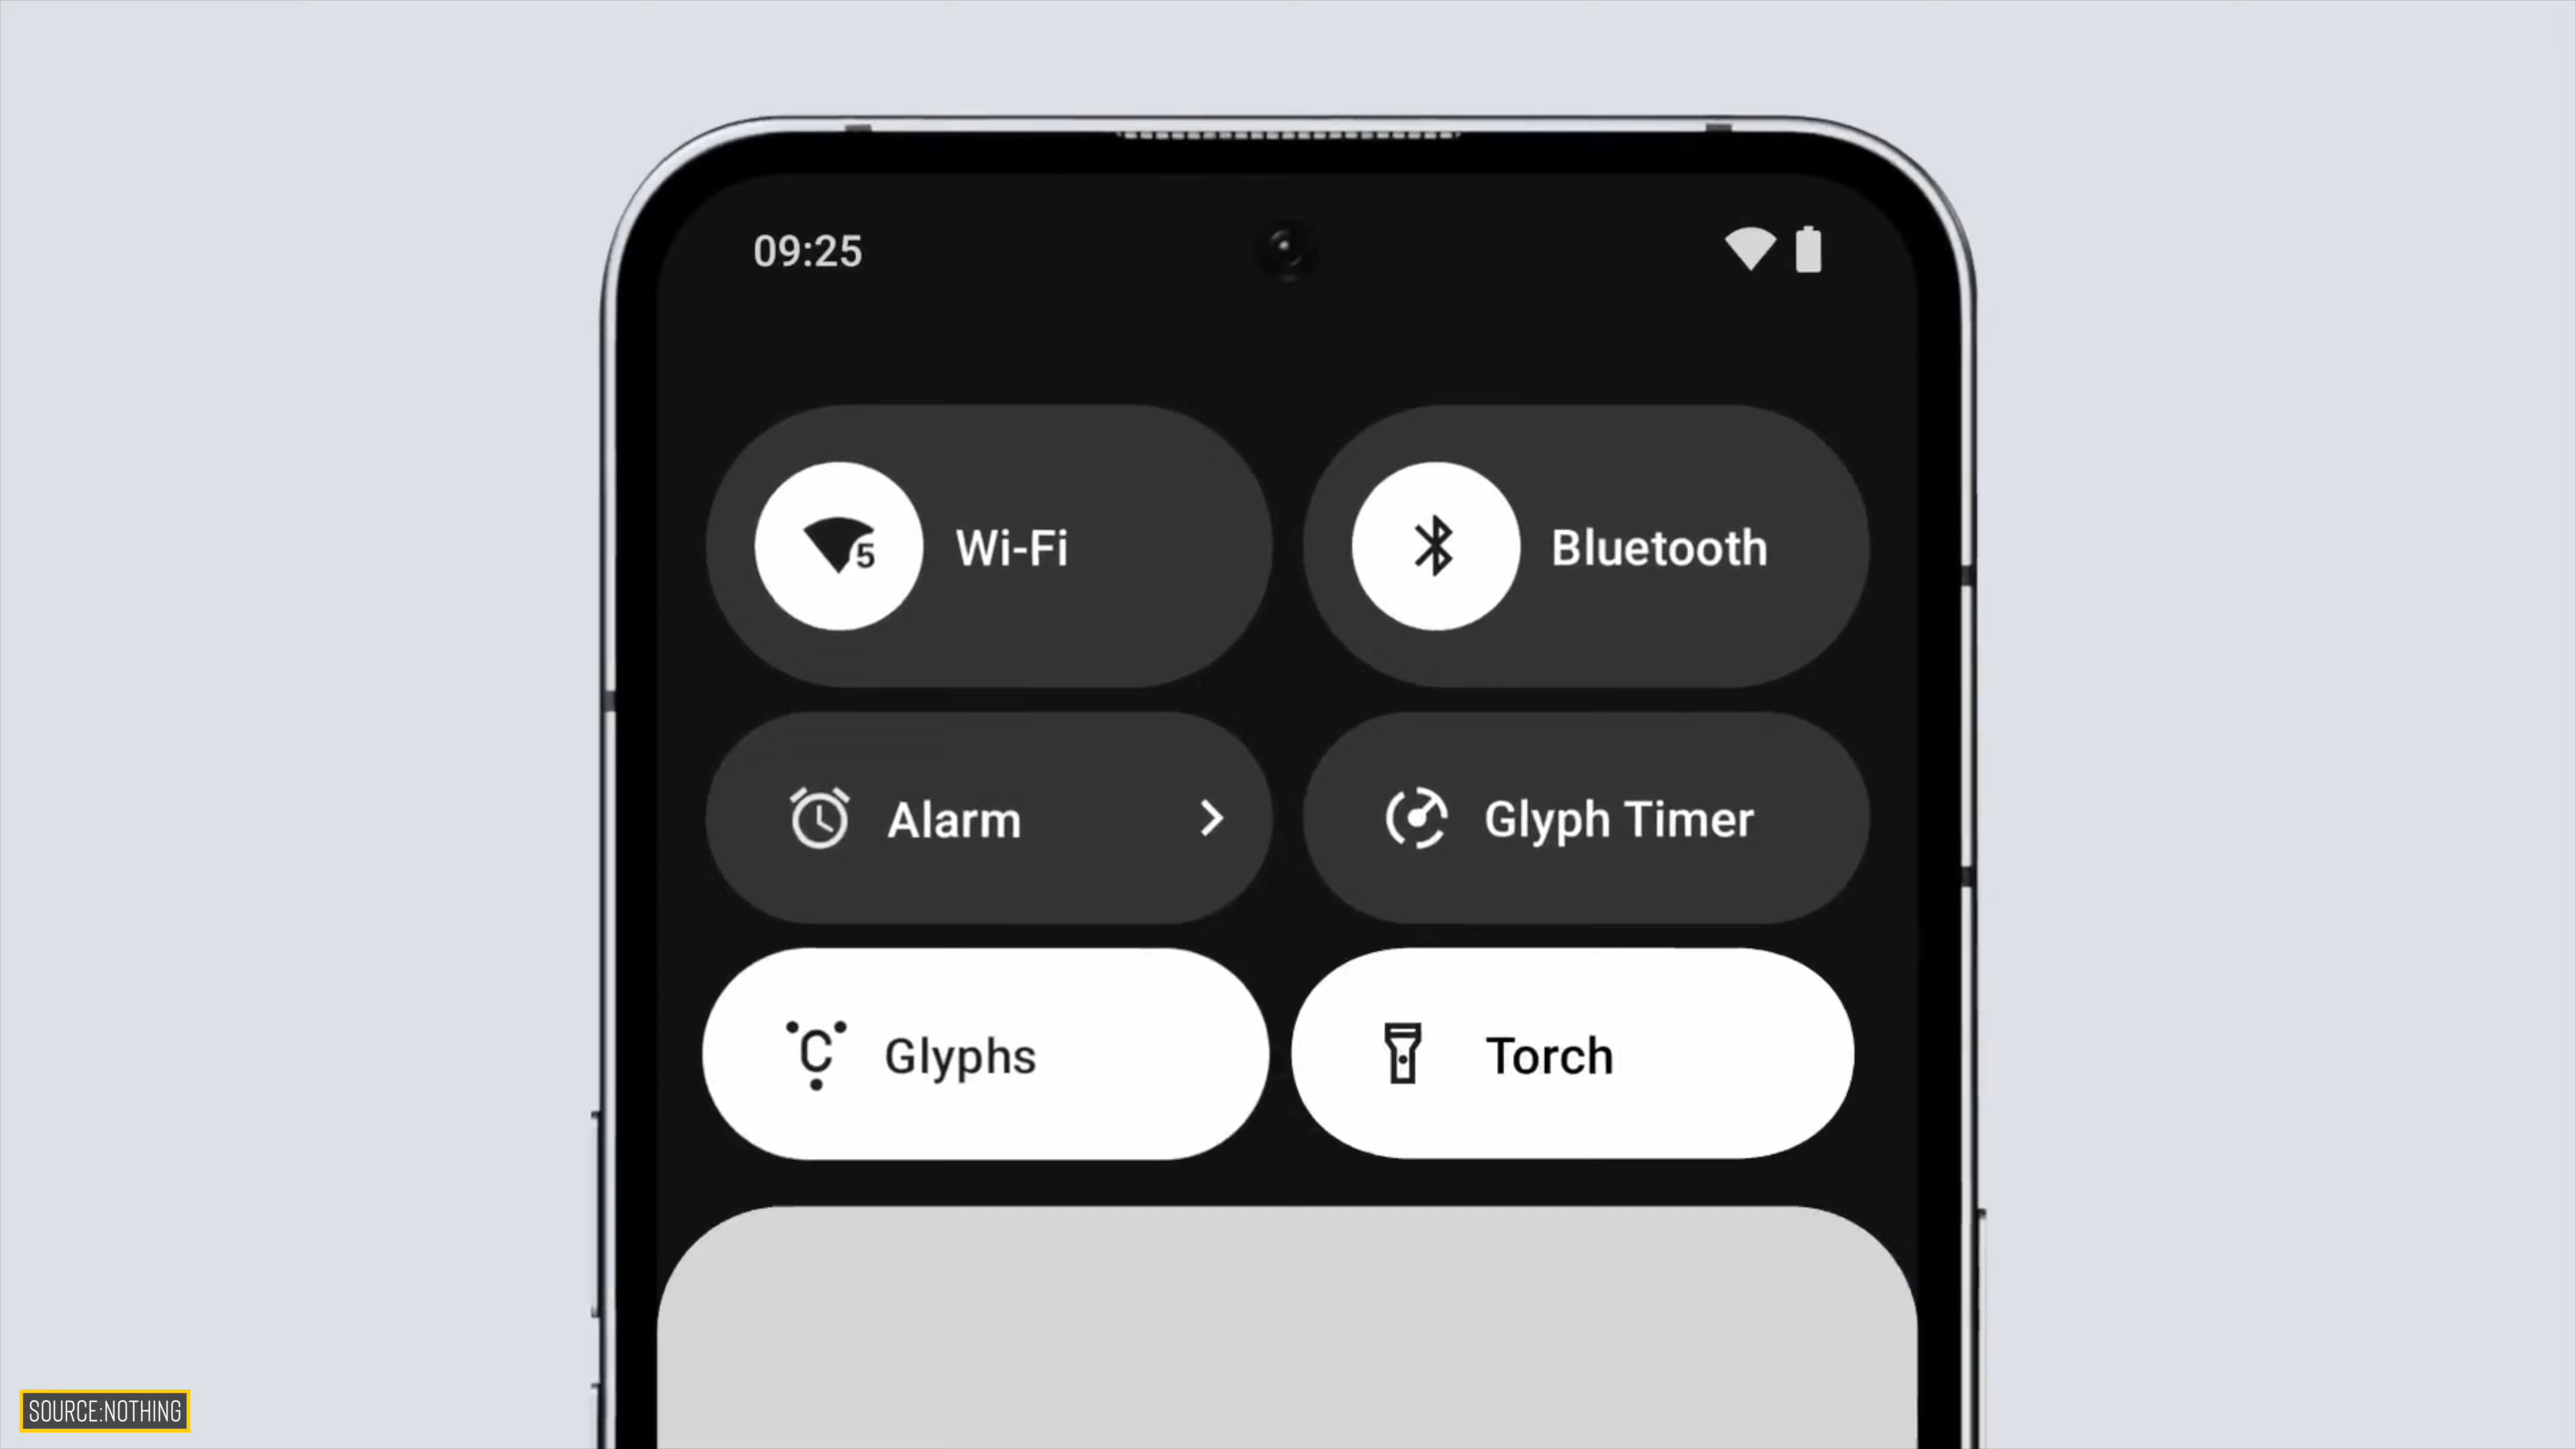 09:25
5
Wi-Fi
Bluetooth
Alarm
Glyph Timer
Glyphs
Torch
SOURCE:NOTHING